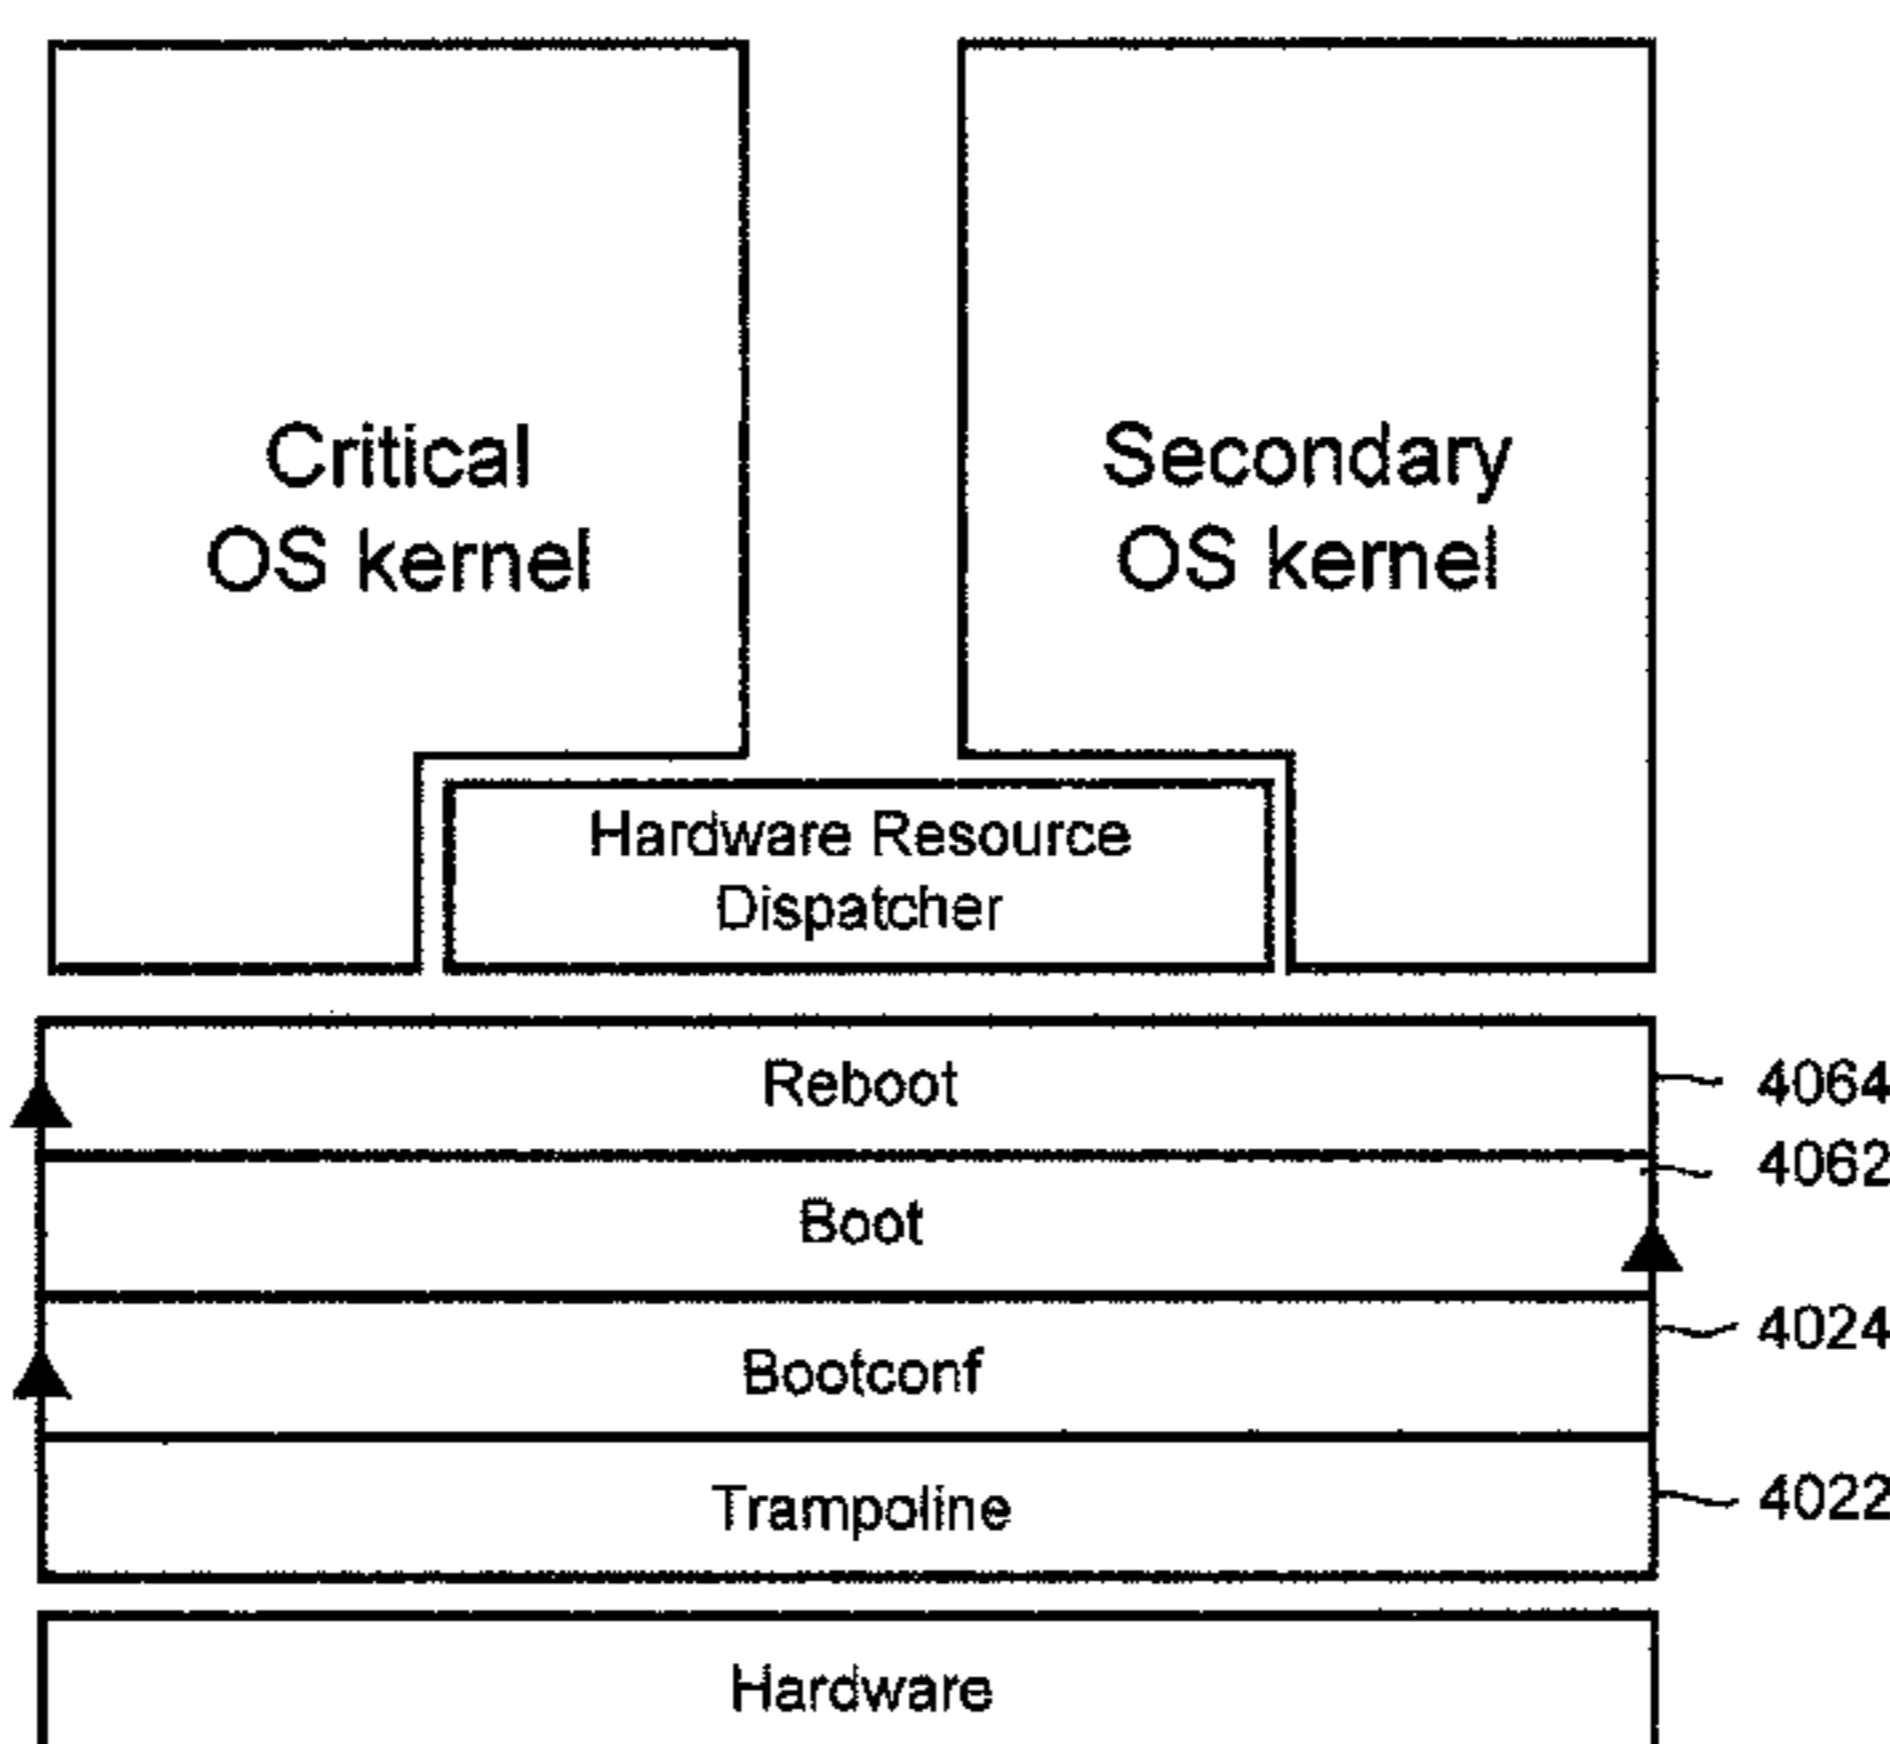 Critical
OS kernel
Secondary
OS kernel
Hardware Resource
Dispatcher
Reboot
4064
4062
Boot
4024
Bootconf
Trampoline
4022
Hardware